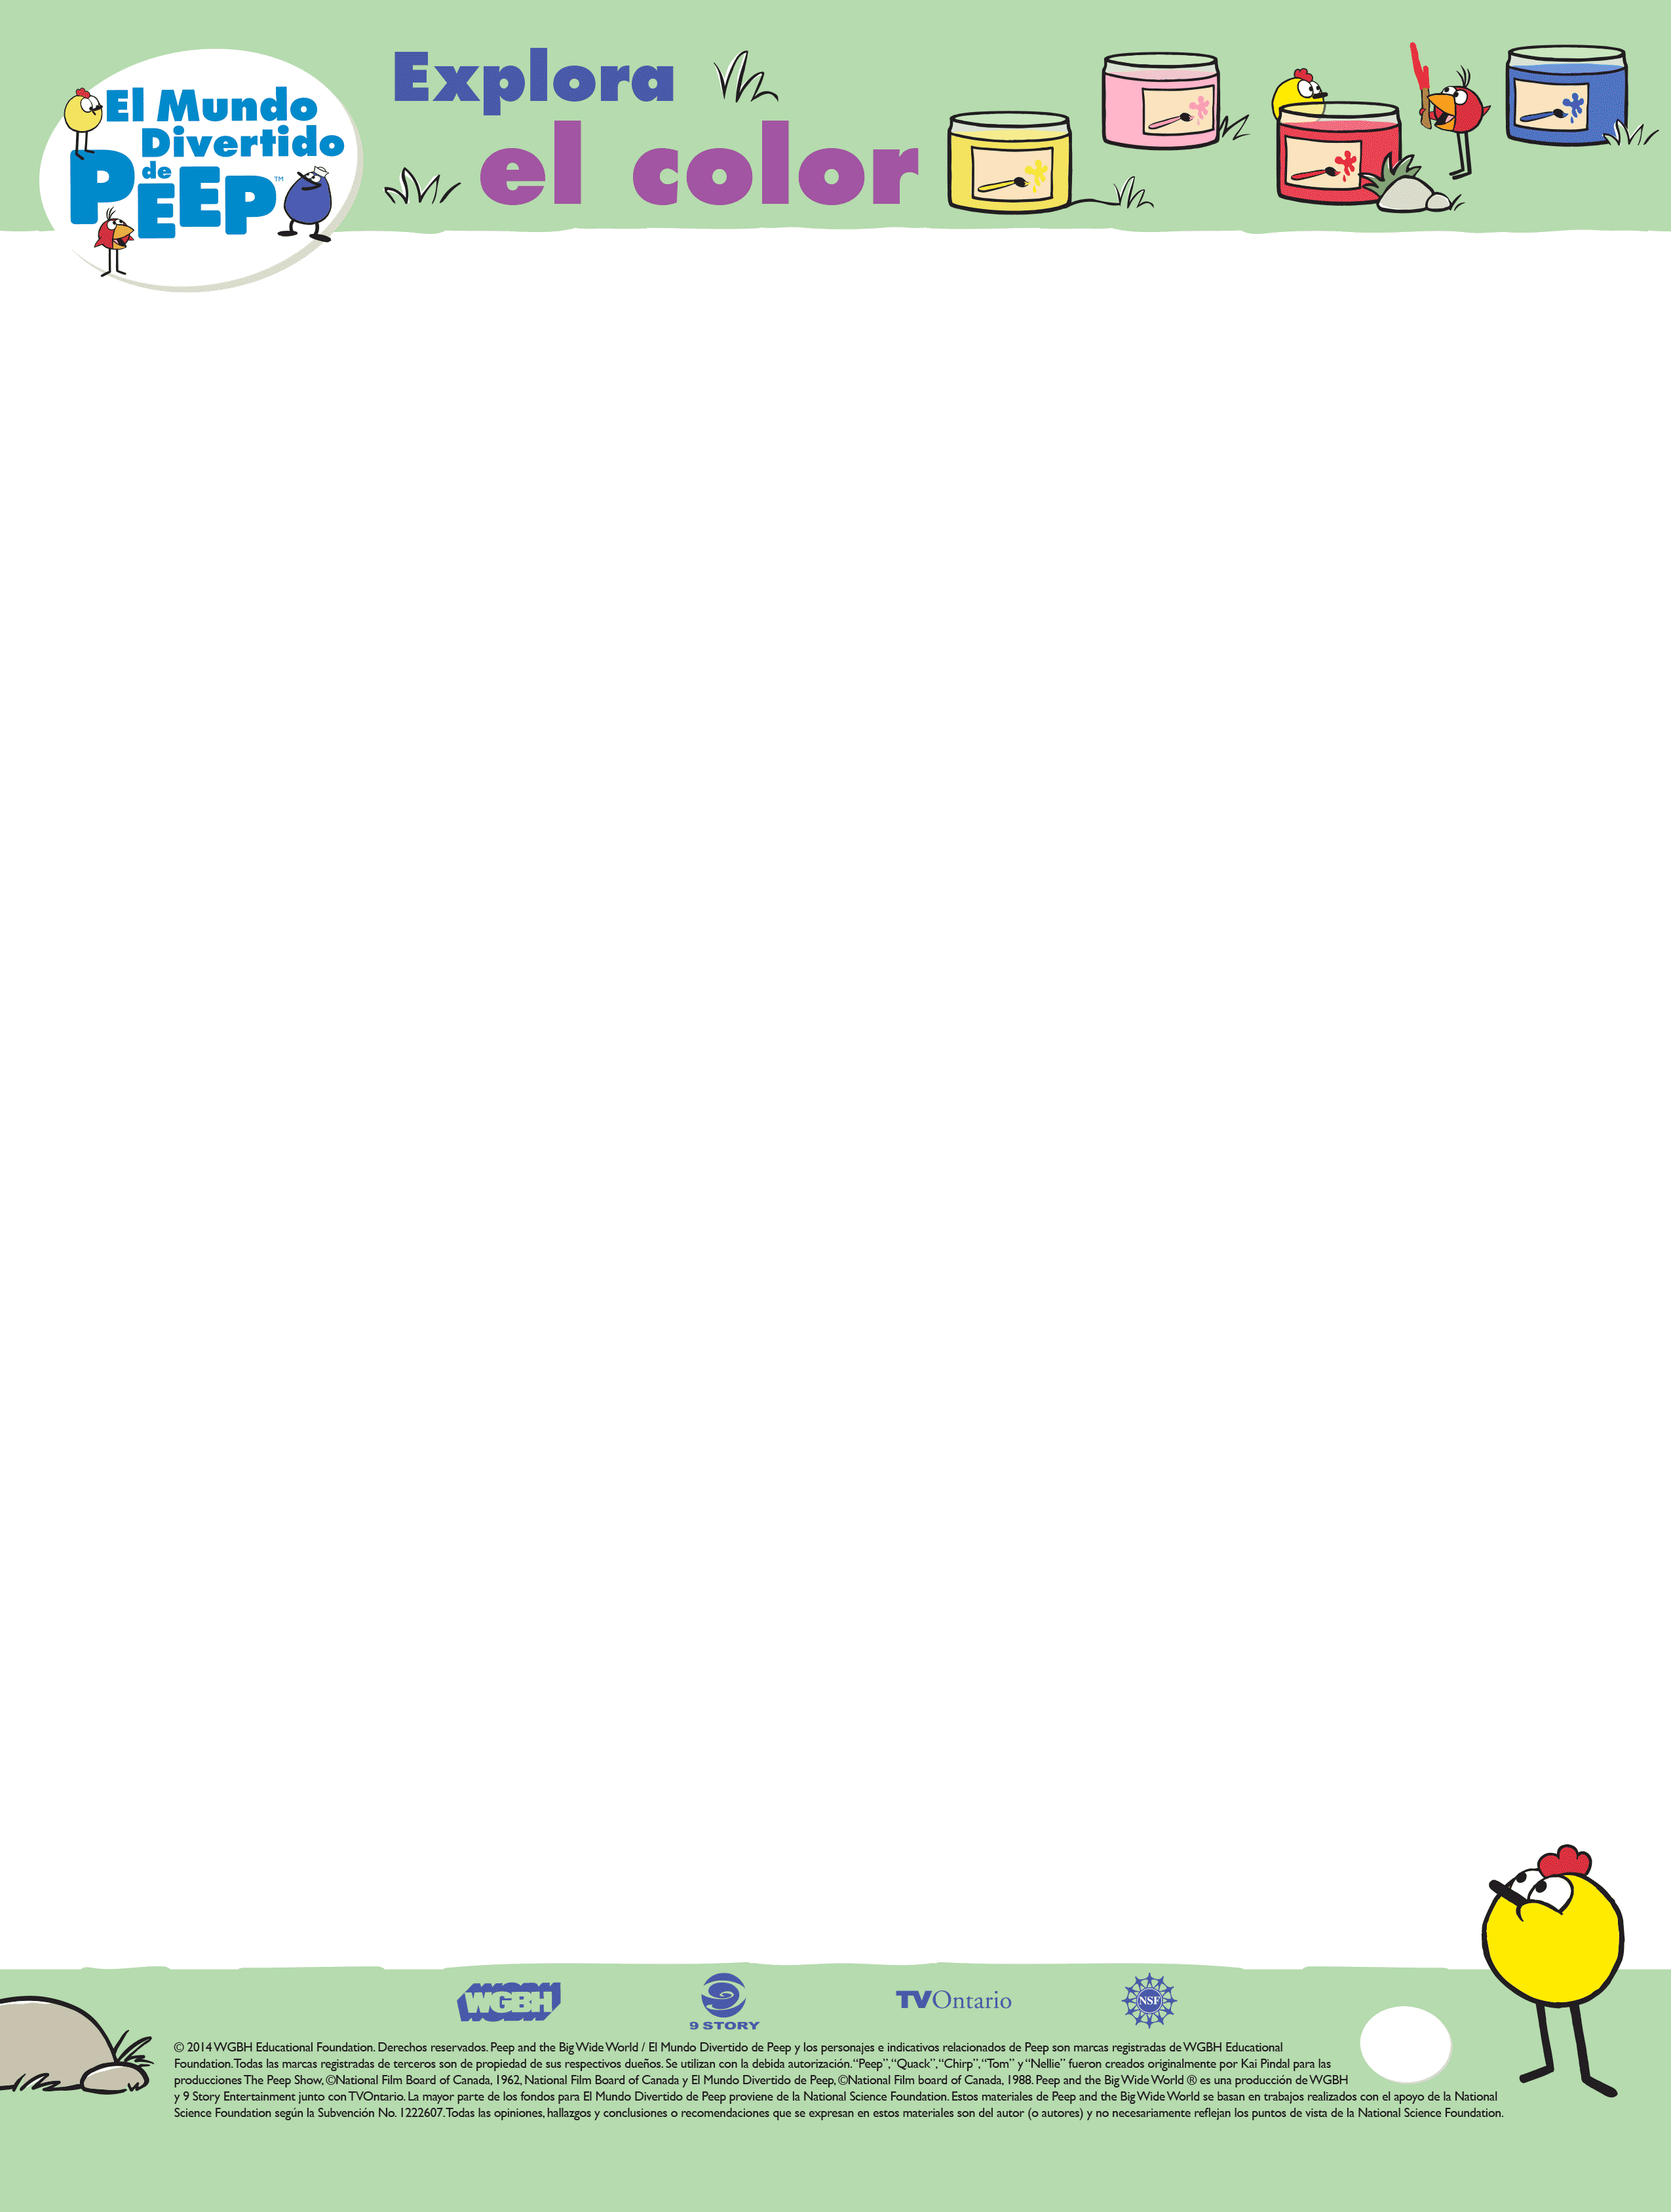 El Mundo
Divertido
de
PEEP™
Explora
el color
WGBH
9 STORY
TVOntario
NSF
© 2014 WGBH Educational Foundation. Derechos reservados. Peep and the Big Wide World / El Mundo Divertido de Peep y los personajes e indicativos relacionados de Peep son marcas registradas de WGBH Educational
Foundation. Todas las marcas registradas de terceros son de propiedad de sus respectivos dueños. Se utilizan con la debida autorización. “Peep”, “Quack”, “Chirp”, “Tom” y “Nellie” fueron creados originalmente por Kai Pindal para las
producciones The Peep Show, ©National Film Board of Canada, 1962, National Film Board of Canada y El Mundo Divertido de Peep, ©National Film board of Canada, 1988. Peep and the Big Wide World ® es una producción de WGBH
y 9 Story Entertainment junto con TVOntario. La mayor parte de los fondos para El Mundo Divertido de Peep proviene de la National Science Foundation. Estos materiales de Peep and the Big Wide World se basan en trabajos realizados con el apoyo de la National
Science Foundation según la Subvención No. 1222607. Todas las opiniones, hallazgos y conclusiones o recomendaciones que se expresan en estos materiales son del autor (o autores) y no necesariamente reflejan los puntos de vista de la National Science Foundation.